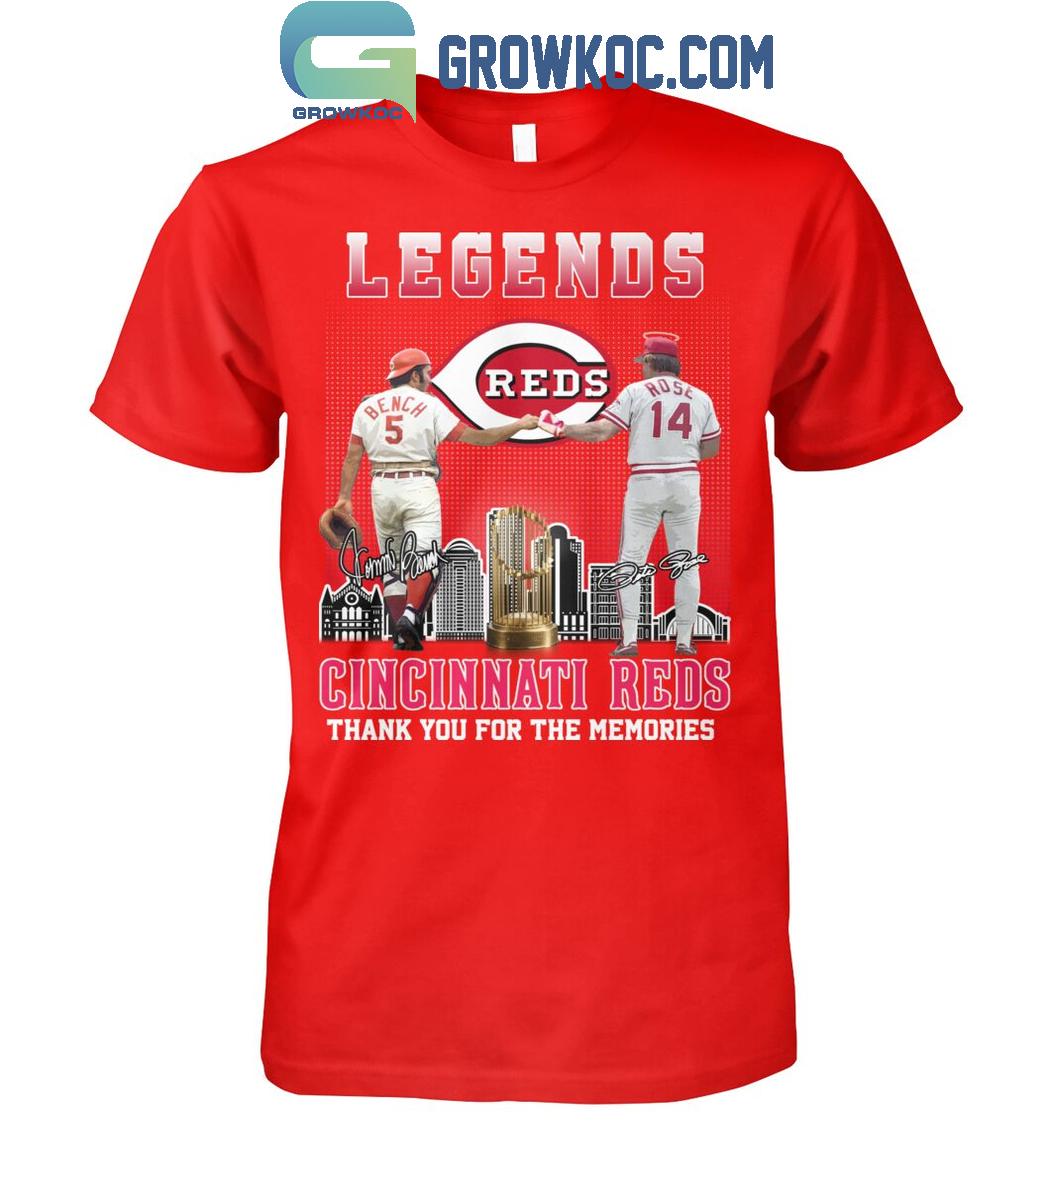 GROWKOC
GROWKOC.COM
LEGENDS
REDS
BENCH
5
ROSE
14
CINCINNATI REDS
THANK YOU FOR THE MEMORIES